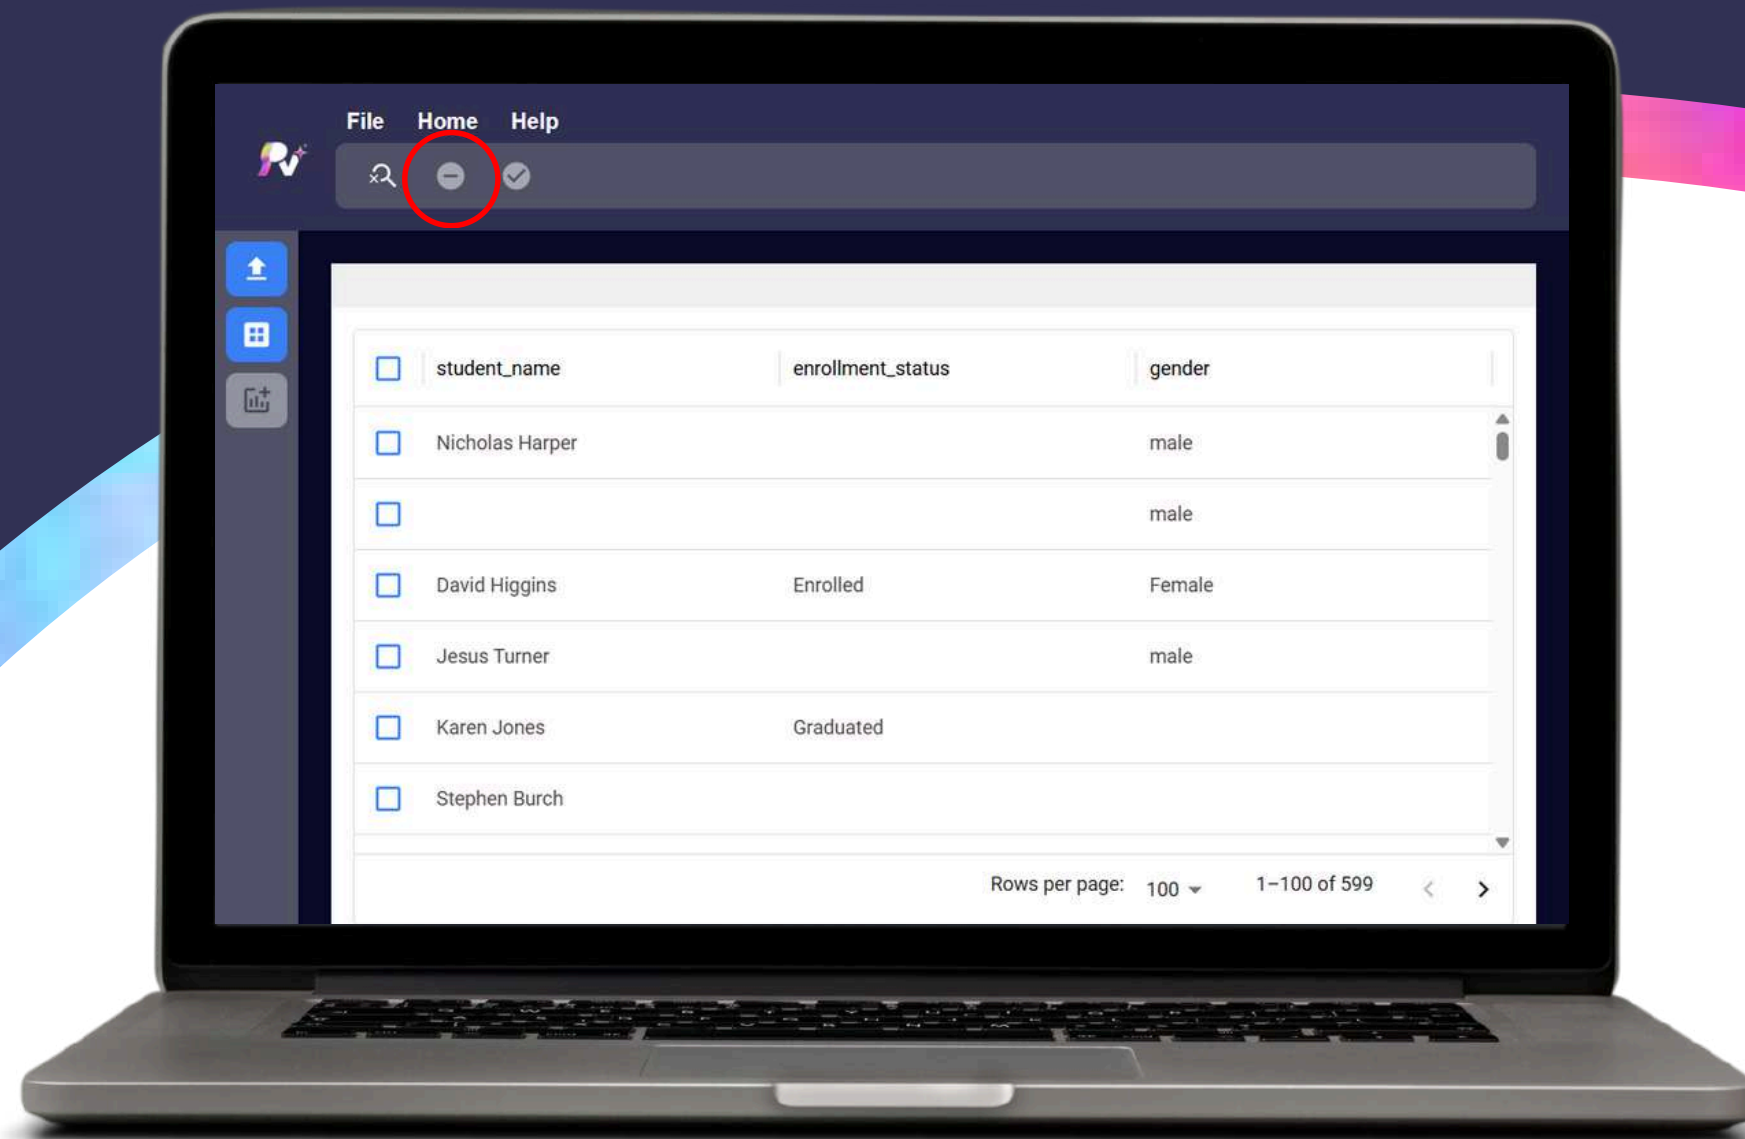 File Home Help
student_name enrollment_status gender
Nicholas Harper male
male
David Higgins Enrolled Female
Jesus Turner male
Karen Jones Graduated
Stephen Burch
Rows per page: 100 1–100 of 599